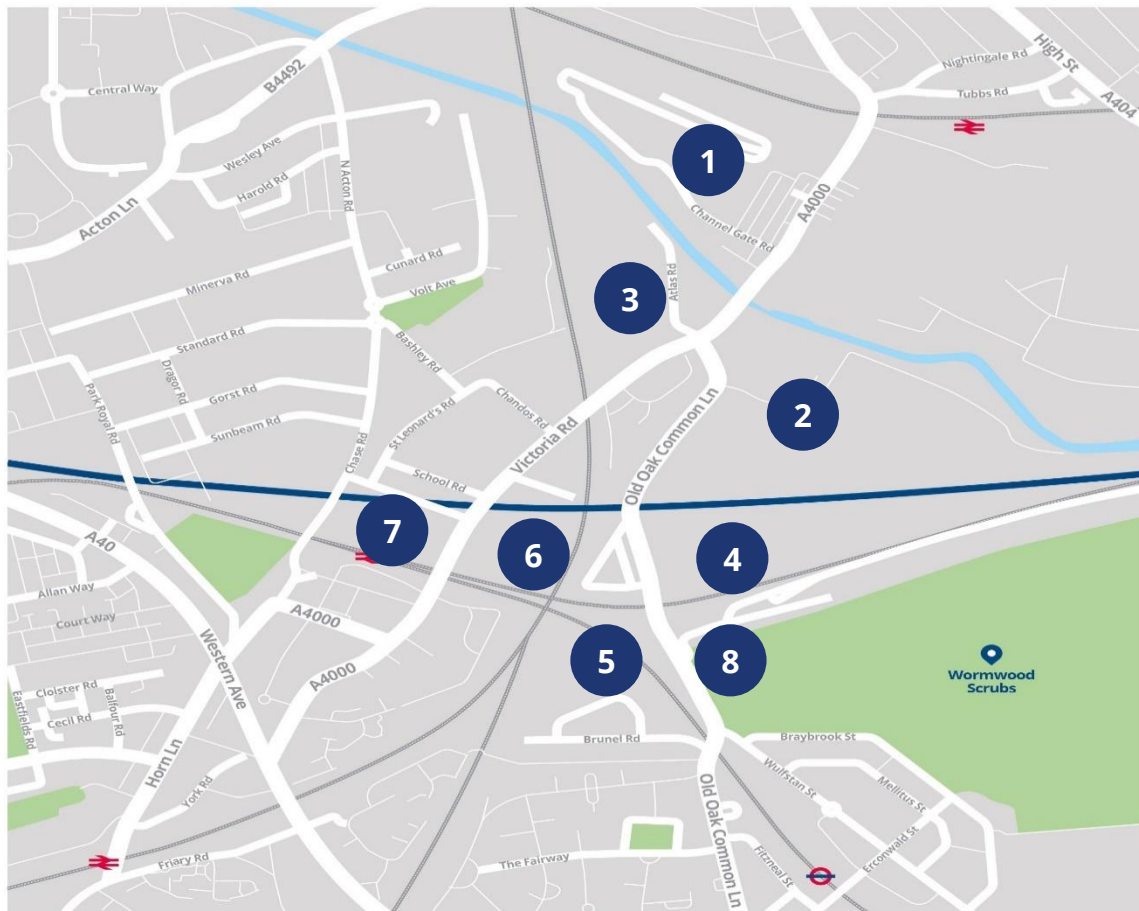 High St
Nightingale Rd
Central Way
B4492
Tubbs Rd
A404
Wesley Ave
1
Harold Rd
N Acton Rd
A4000
Acton Ln
Channel Gate Rd
Cunard Rd
Minerva Rd
Volt Ave
Atlas Rd
3
Standard Rd
Bashley Rd
Dragor Rd
Park Royal Rd
Gorst Rd
Chandos Rd
2
St Leonard's Rd
Sunbeam Rd
Victoria Rd
Old Oak Common Ln
Chase Rd
School Rd
7
A40
6
4
Allan Way
A4000
Court Way
Western Ave
5
8
A4000
Wormwood
Scrubs
Cloister Rd
Eastfields Rd
Balfour Rd
Cecil Rd
Brunel Rd
Braybrook St
Horn Ln
Wulfstan St
York Rd
Mellitus St
Old Oak Common Ln
Erconwald St
Friary Rd
The Fairway
Fitzneal St